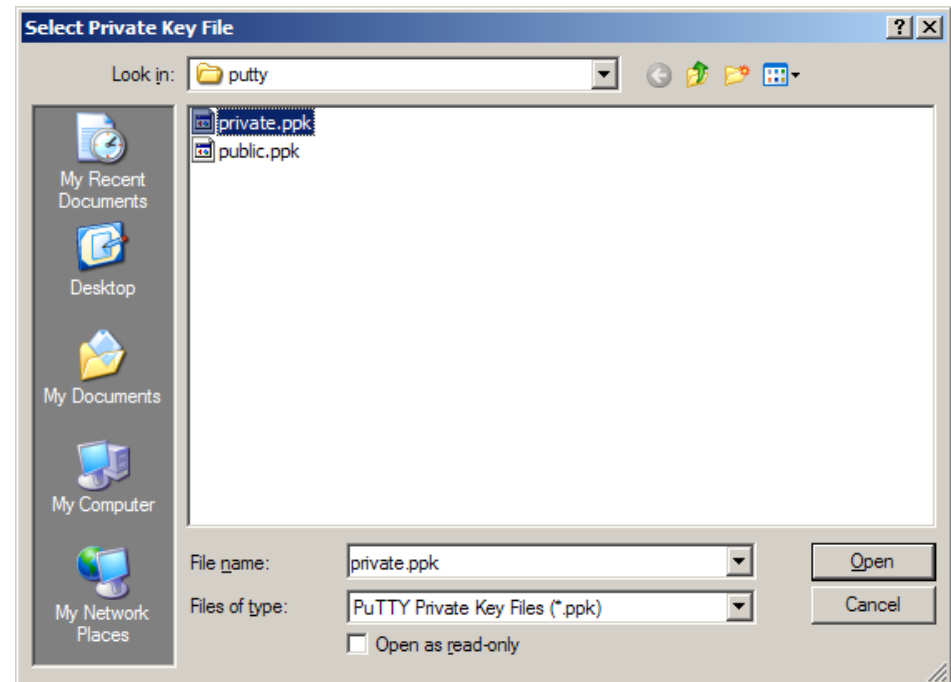 Select Private Key File
Look in: putty
private.ppk
public.ppk
My Recent
Documents
Desktop
My Documents
My Computer
My Network
Places
File name: private.ppk Open
Files of type: PuTTY Private Key Files (*.ppk) Cancel
Open as read-only